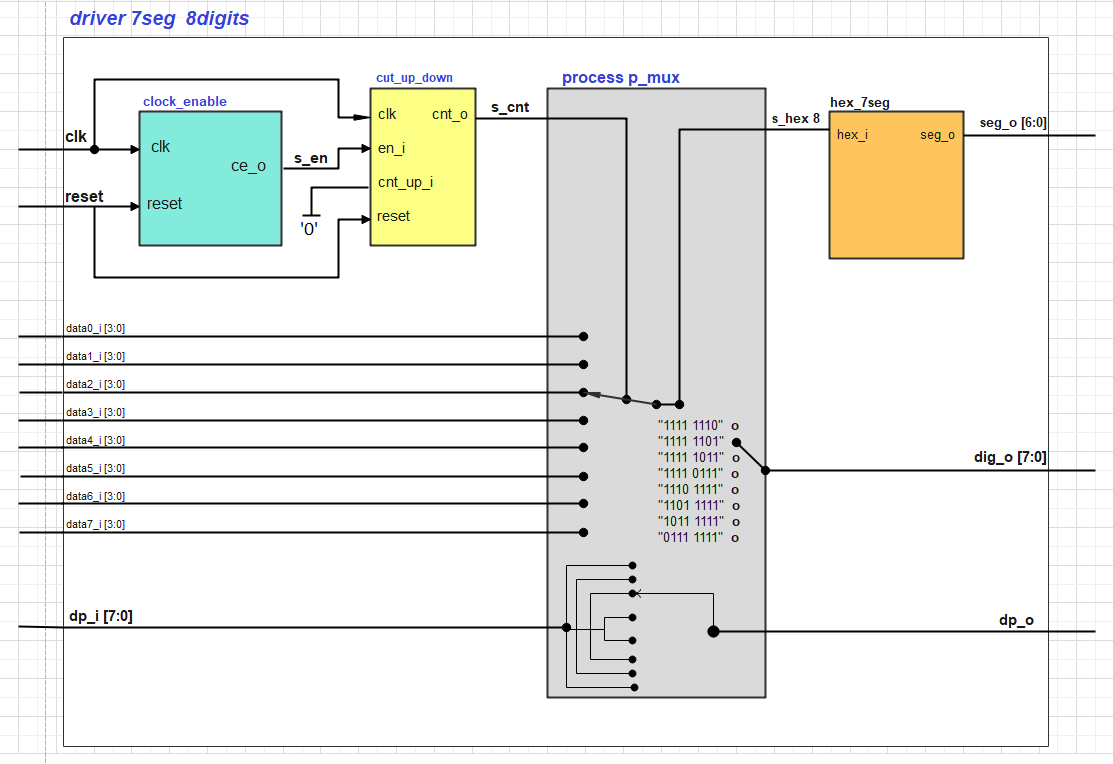 driver 7seg 8digits
cut_up_down
process p_mux
clock_enable
hex_7seg
clk
clk
clk
cnt_o
s_cnt
s_hex 8
seg_o [6:0]
hex_i
seg_o
ce_o
s_en
en_i
cnt_up_i
reset
reset
reset
'0'
data0_i [3:0]
data1_i [3:0]
data2_i [3:0]
data3_i [3:0]
data4_i [3:0]
data5_i [3:0]
data6_i [3:0]
data7_i [3:0]
"1111 1110" o
"1111 1101"
"1111 1011" o
"1111 0111" o
"1110 1111" o
"1101 1111" o
"1011 1111" o
"0111 1111" o
dig_o [7:0]
dp_i [7:0]
dp_o